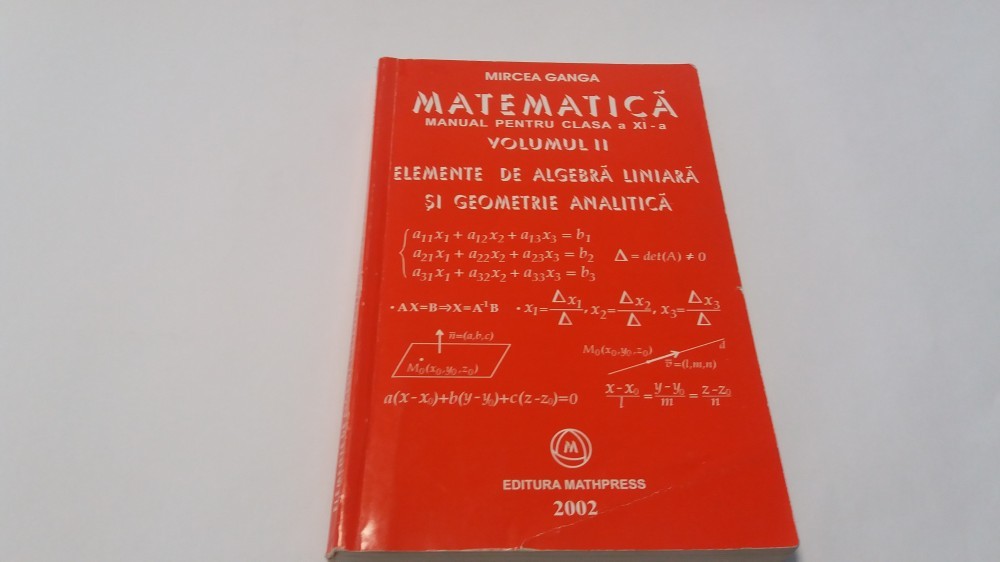 MIRCEA GANGA
MATEMATICĂ
MANUAL PENTRU CLASA a XI-a
VOLUMUL II
ELEMENTE DE ALGEBRĂ LINIARĂ
ŞI GEOMETRIE ANALITICĂ
a₁₁x₁ + a₁₂x₂ + a₁₃x₃ = b₁
a₂₁x₁ + a₂₂x₂ + a₂₃x₃ = b₂ Δ = det(A) ≠ 0
a₃₁x₁ + a₃₂x₂ + a₃₃x₃ = b₃
• AX=B⇒X=A⁻¹B • x₁=Δx₁/Δ, x₂=Δx₂/Δ, x₃=Δx₃/Δ
n̄=(a,b,c)
M₀(x₀,y₀,z₀)
M₀(x₀,y₀,z₀) d
v̄=(l,m,n)
a(x-x₀)+b(y-y₀)+c(z-z₀)=0 x-x₀/l = y-y₀/m = z-z₀/n
M
EDITURA MATHPRESS
2002